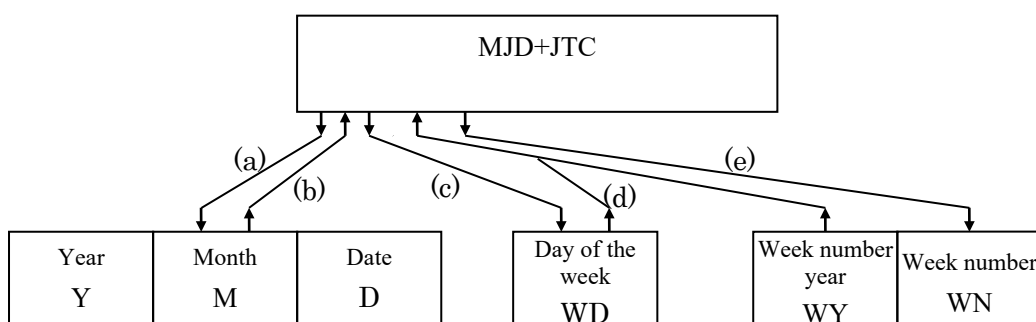 MJD+JTC
(a)
(b)
(c)
(d)
(e)
Year
Y
Month
M
Date
D
Day of the
week
WD
Week number
year
WY
Week number
WN